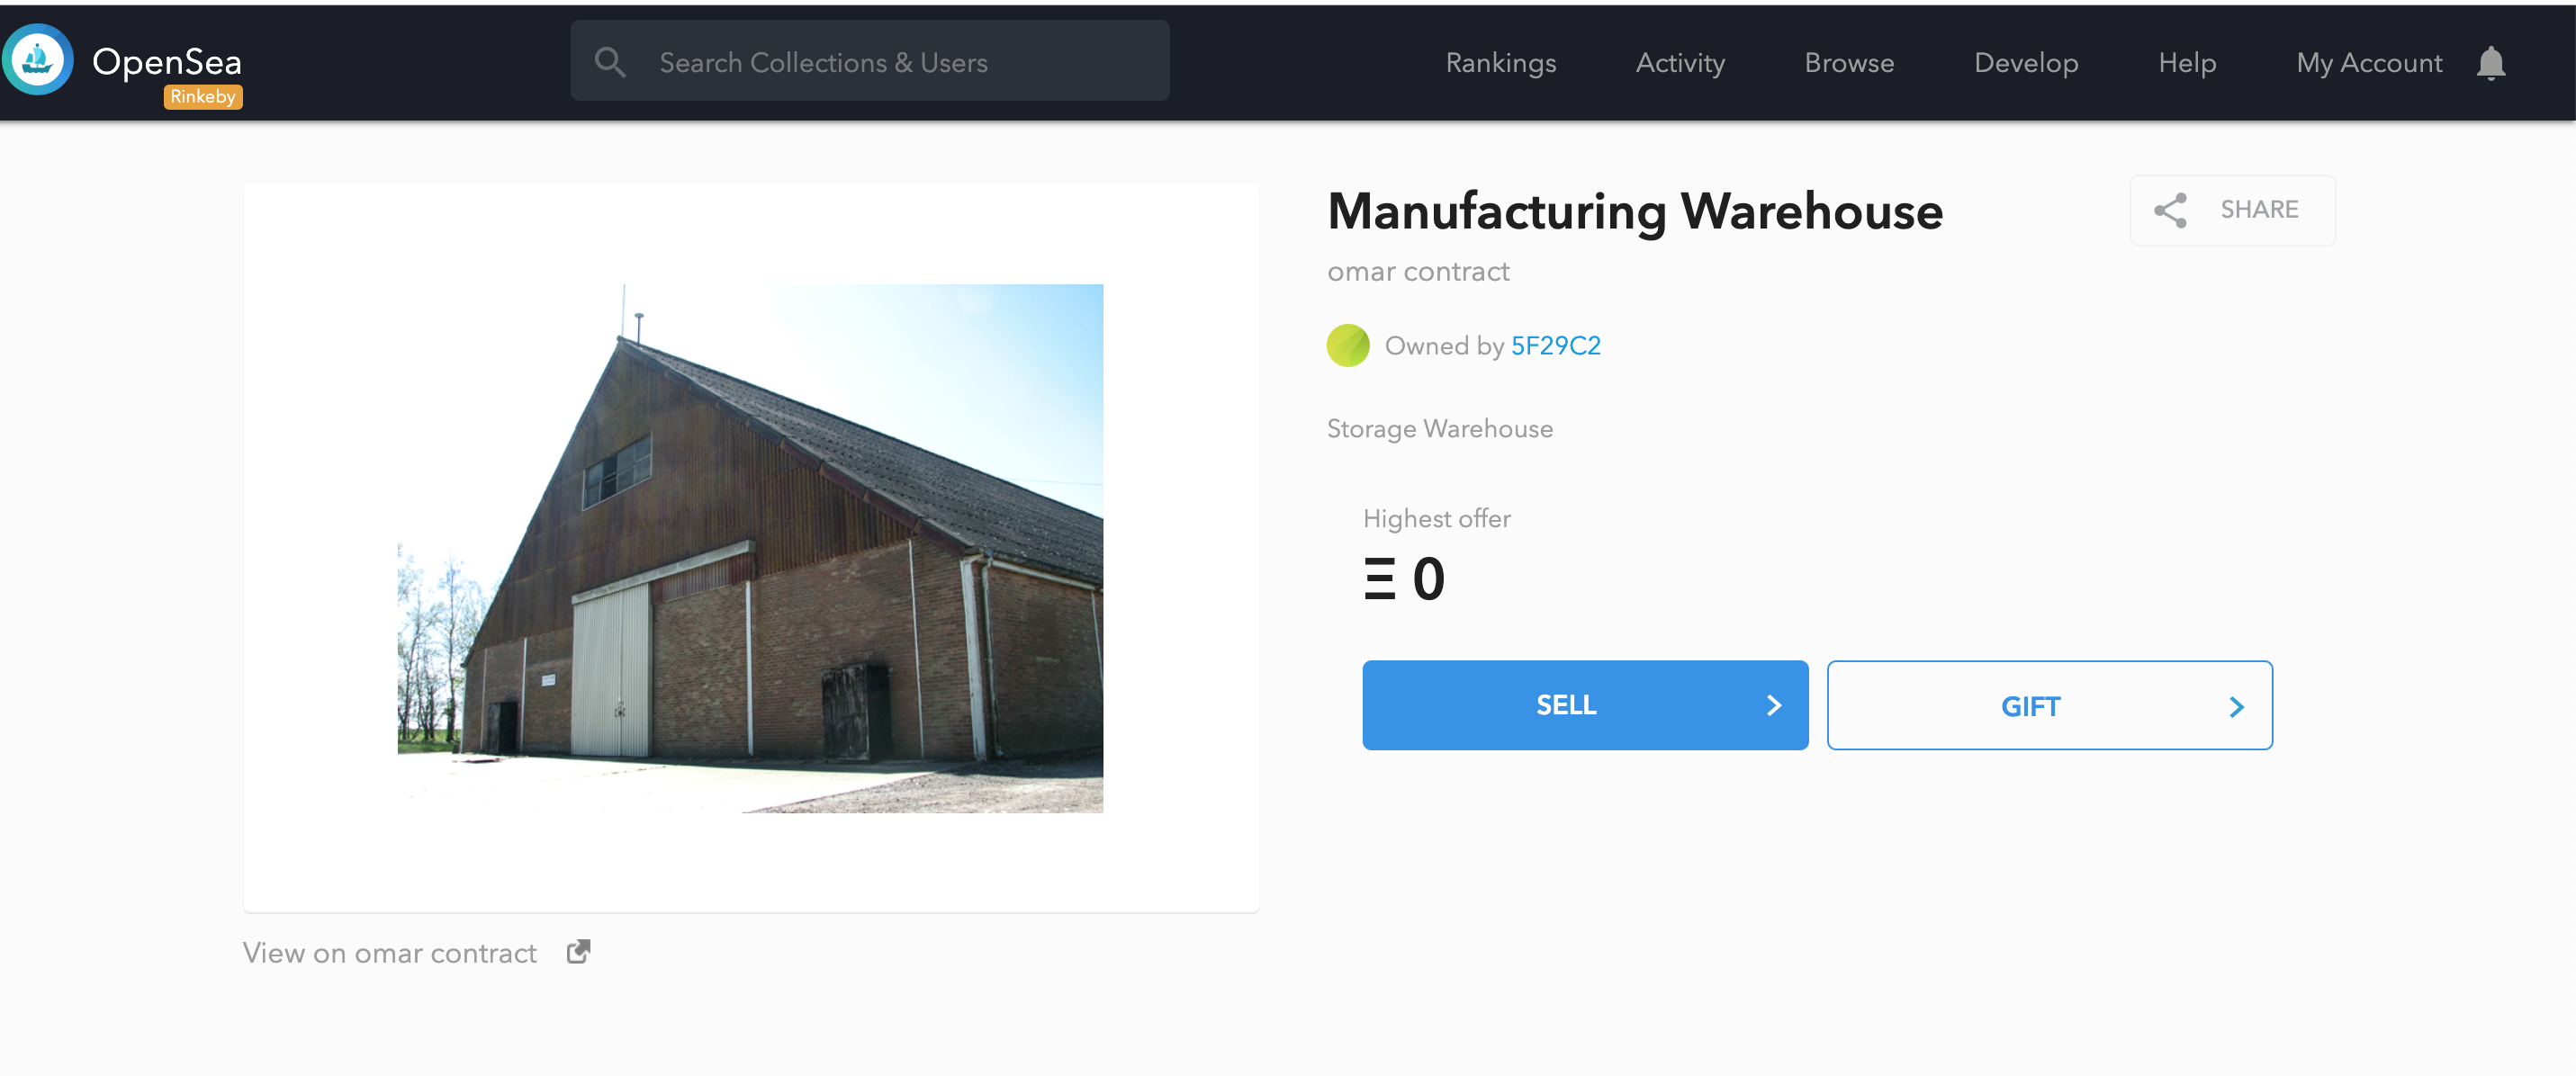 OpenSea
Rinkeby
Search Collections & Users
Rankings
Activity
Browse
Develop
Help
My Account
Manufacturing Warehouse
SHARE
omar contract
Owned by 5F29C2
Storage Warehouse
Highest offer
Ξ 0
SELL
GIFT
View on omar contract